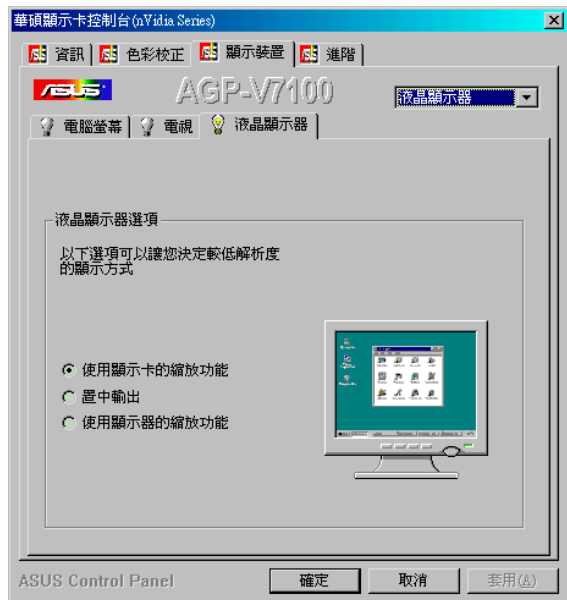 華碩顯示卡控制台(nVidia Series)
資訊 色彩校正 顯示裝置 進階
ASUS AGP-V7100 液晶顯示器
電腦螢幕 電視 液晶顯示器
液晶顯示器選項
以下選項可以讓您決定較低解析度
的顯示方式
使用顯示卡的縮放功能
置中輸出
使用顯示器的縮放功能
ASUS Control Panel 確定 取消 套用(A)